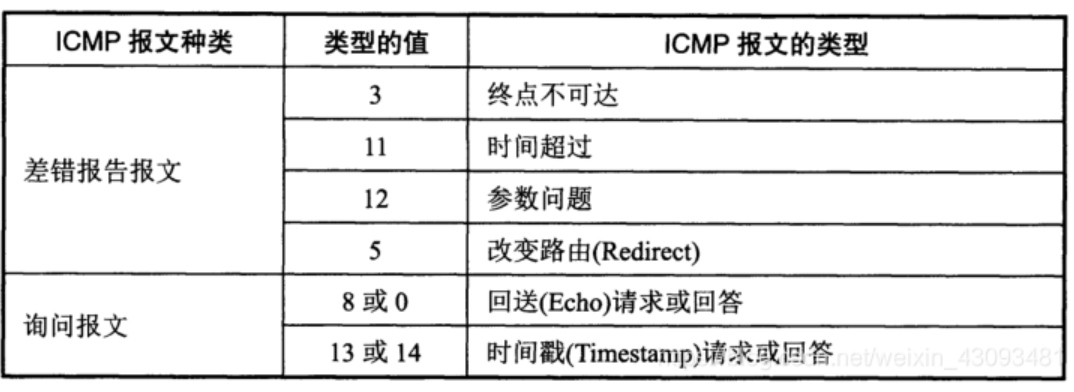 ICMP 报文种类 类型的值 ICMP 报文的类型
差错报告报文
3 终点不可达
11 时间超过
12 参数问题
5 改变路由(Redirect)
询问报文
8 或 0 回送(Echo)请求或回答
13 或 14 时间戳(Timestamp)请求或回答
.net/weixin_43093481